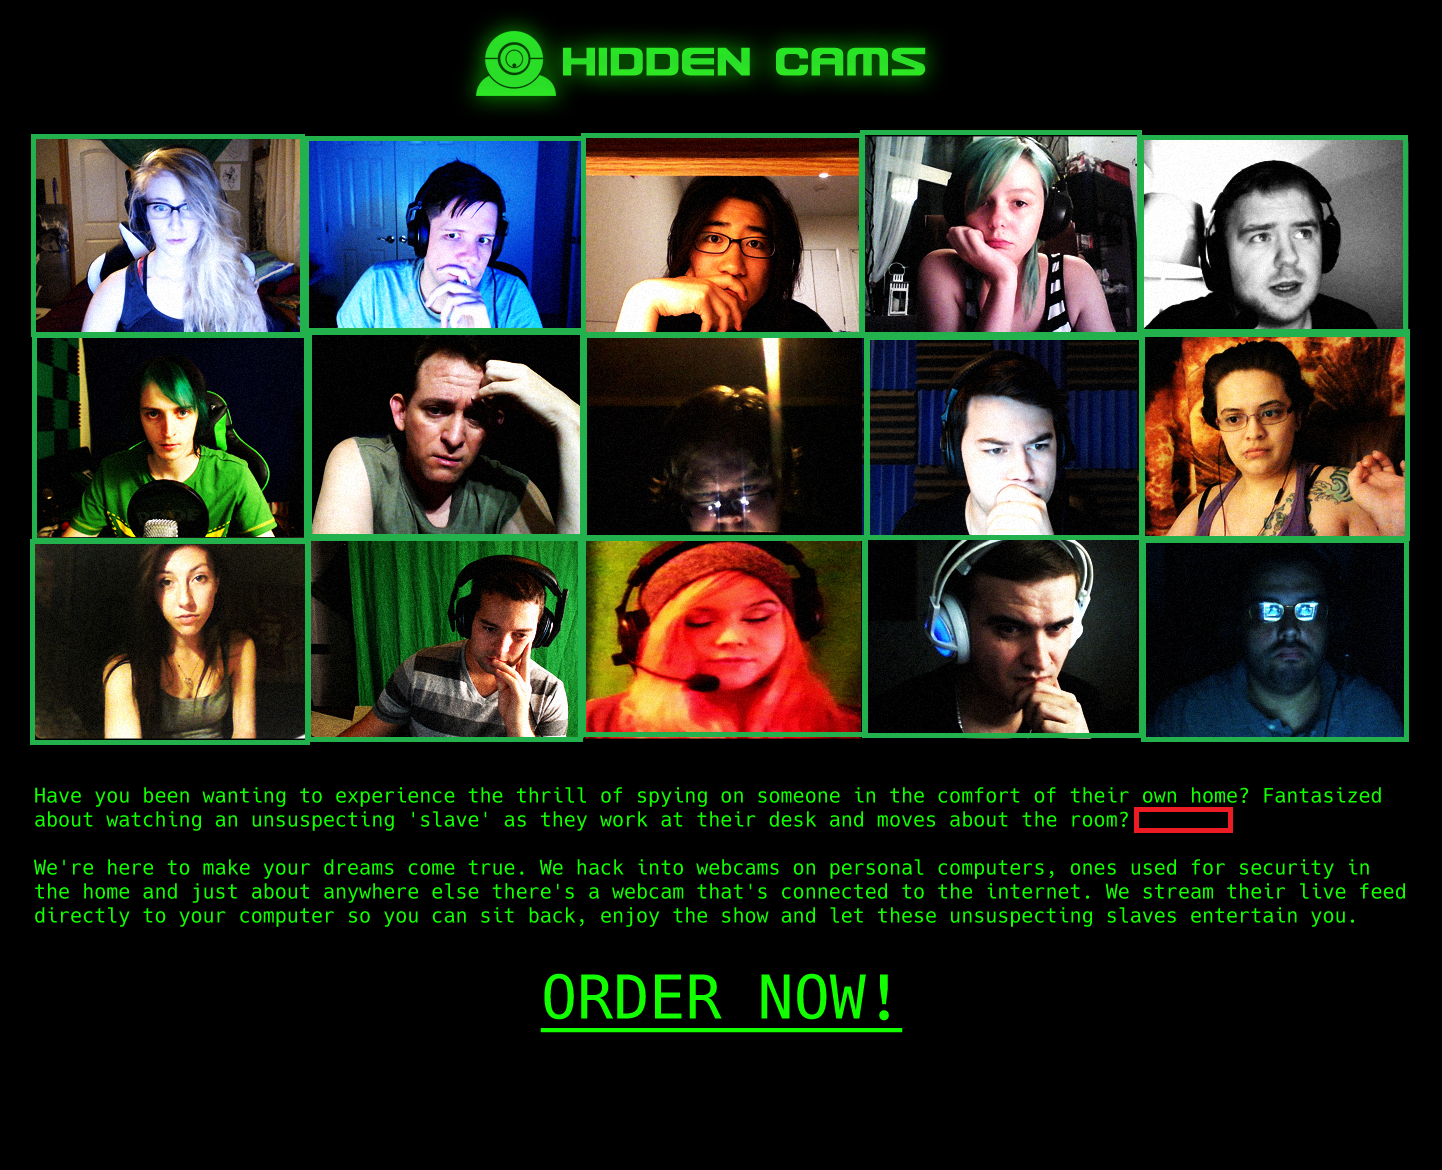 HIDDEN CAMS
Have you been wanting to experience the thrill of spying on someone in the comfort of their own home? Fantasized
about watching an unsuspecting 'slave' as they work at their desk and moves about the room?
We're here to make your dreams come true. We hack into webcams on personal computers, ones used for security in
the home and just about anywhere else there's a webcam that's connected to the internet. We stream their live feed
directly to your computer so you can sit back, enjoy the show and let these unsuspecting slaves entertain you.
ORDER NOW!